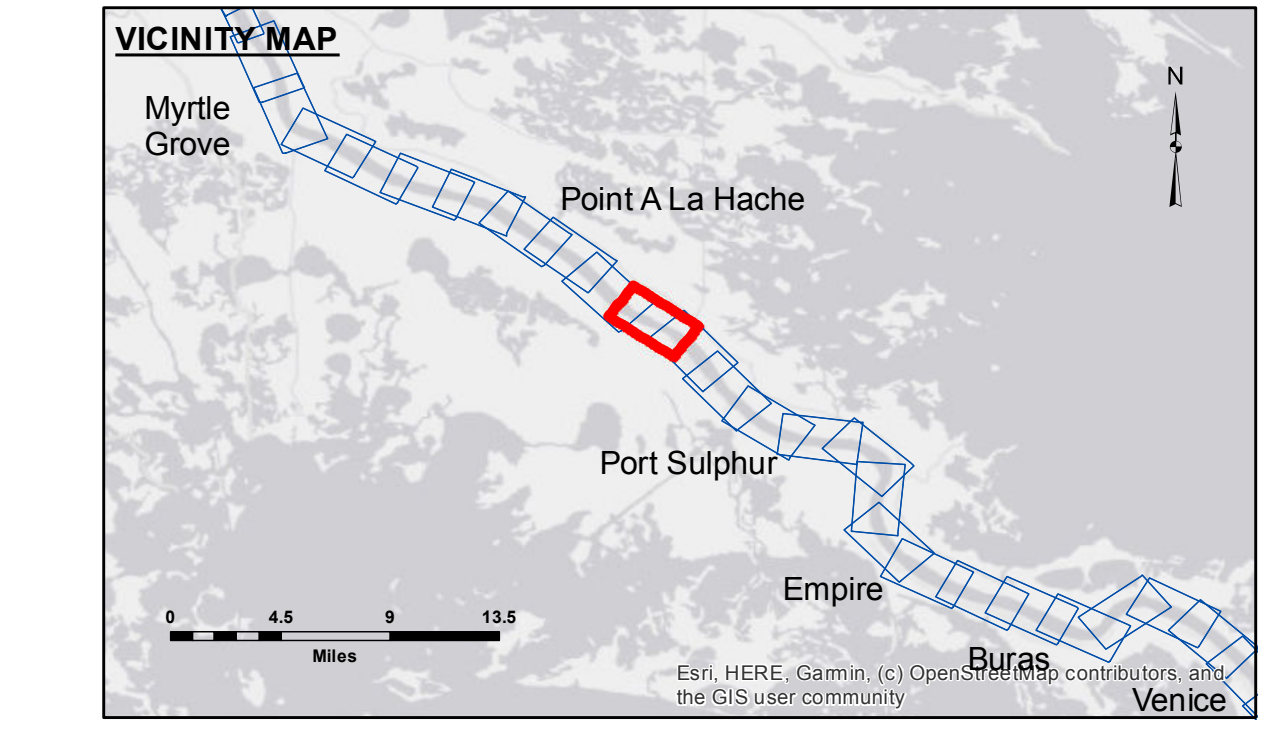 VICINITY MAP
N
Myrtle
Grove
Point A La Hache
Port Sulphur
Empire
0 4.5 9 13.5
Miles
Buras
Esri, HERE, Garmin, (c) OpenStreetMap contributors, and
the GIS user community
Venice